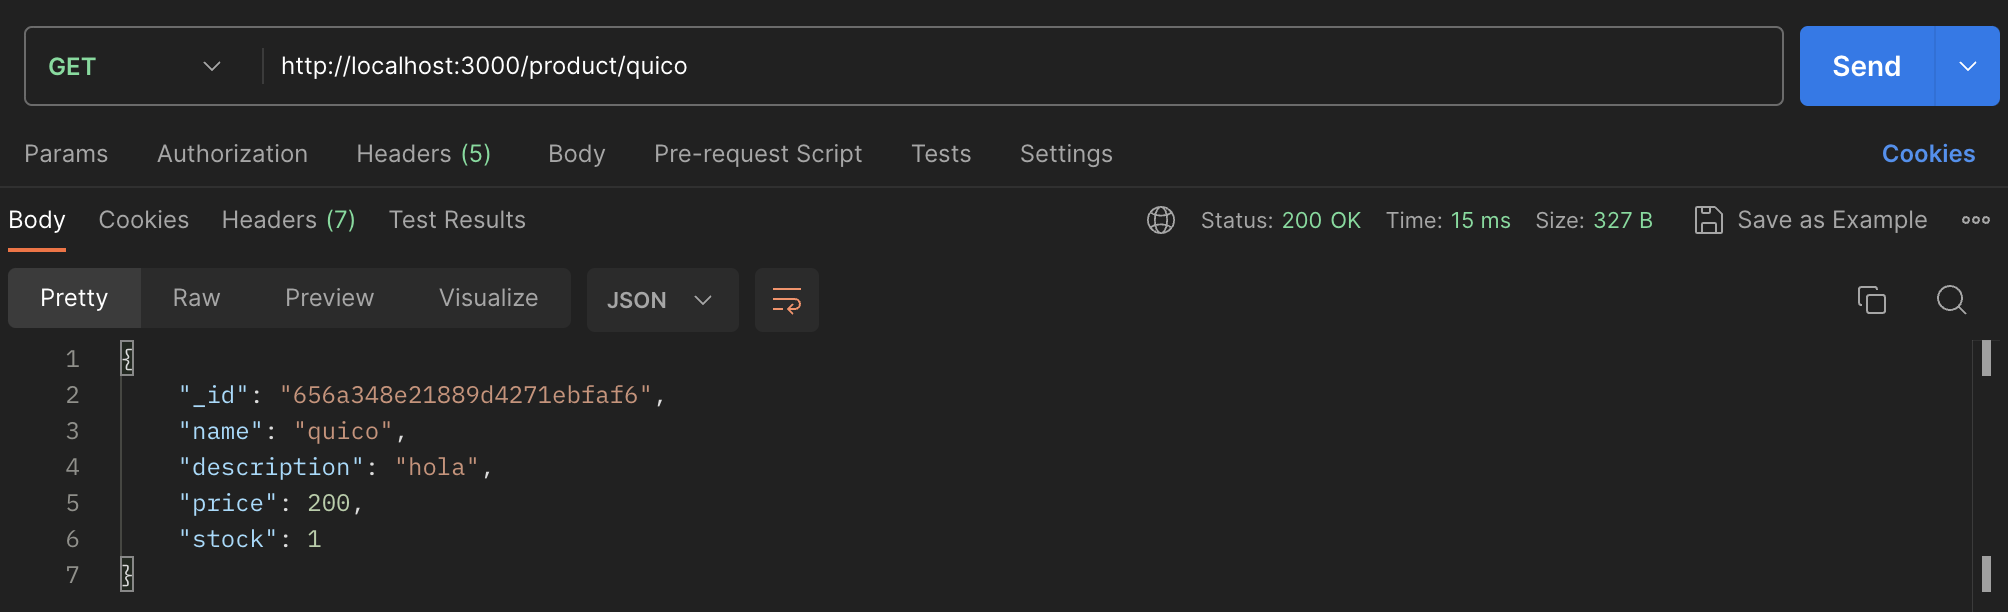 GET http://localhost:3000/product/quico Send
Params Authorization Headers (5) Body Pre-request Script Tests Settings Cookies
Body Cookies Headers (7) Test Results Status: 200 OK Time: 15 ms Size: 327 B Save as Example
Pretty Raw Preview Visualize JSON
1 {
2 "_id": "656a348e21889d4271ebfaf6",
3 "name": "quico",
4 "description": "hola",
5 "price": 200,
6 "stock": 1
7 }